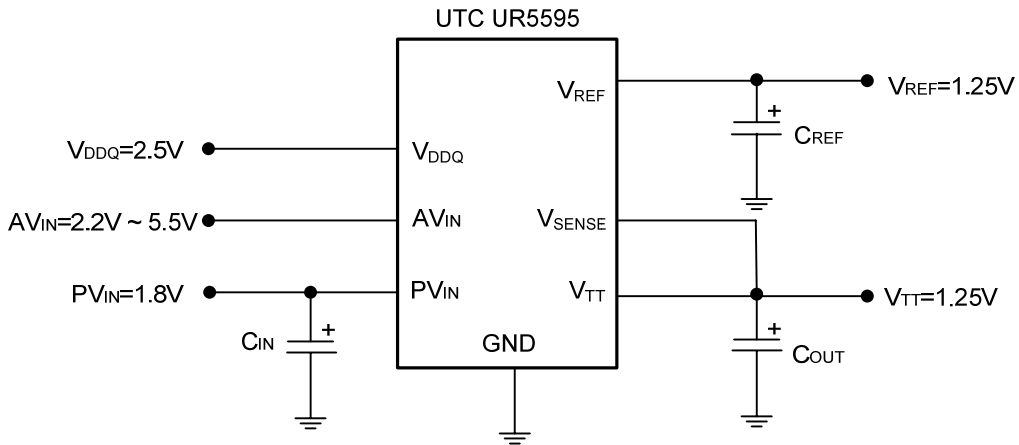 UTC UR5595
VREF
VREF=1.25V
+
CREF
VDDQ=2.5V
VDDQ
AVIN=2.2V ~ 5.5V
AVIN
VSENSE
PVIN=1.8V
PVIN
VTT
VTT=1.25V
+
CIN
GND
+
COUT